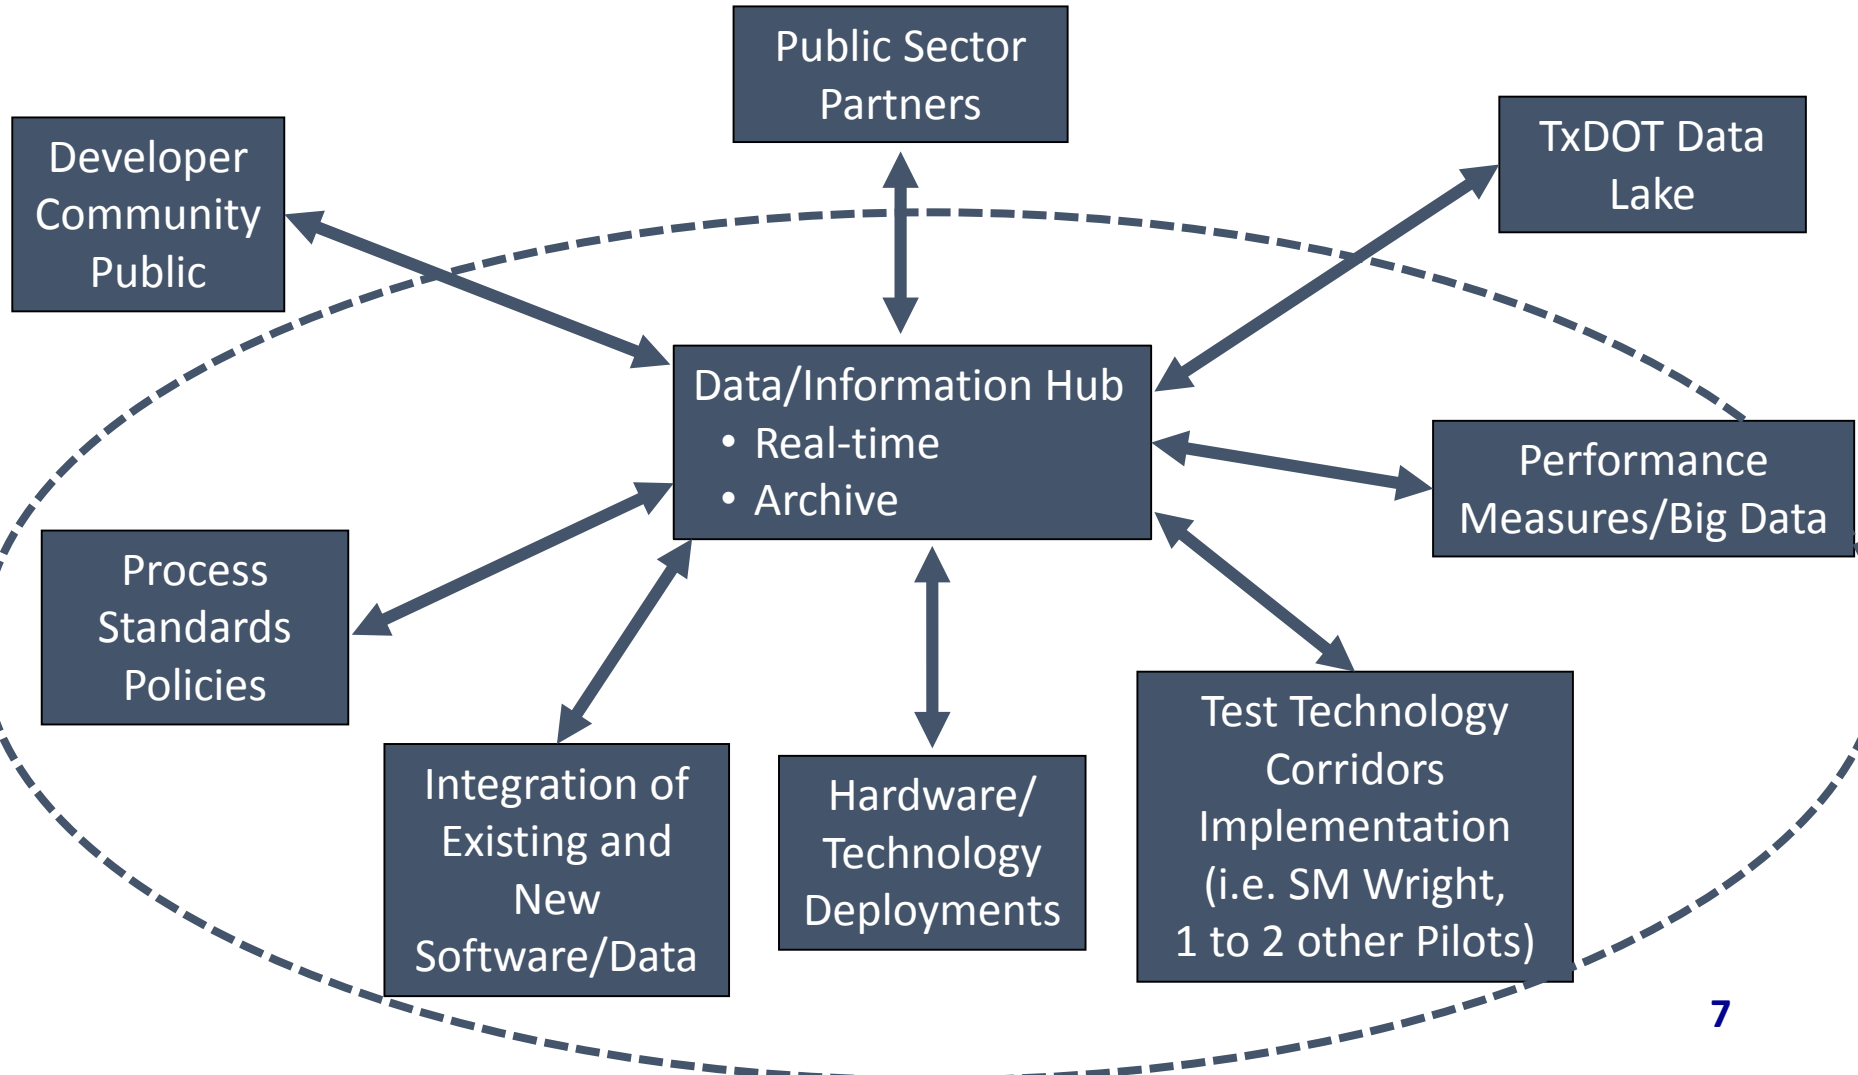 Public Sector
Partners
Developer
Community
Public
TxDOT Data
Lake
Data/Information Hub
• Real-time
• Archive
Performance
Measures/Big Data
Process
Standards
Policies
Integration of
Existing and
New
Software/Data
Hardware/
Technology
Deployments
Test Technology
Corridors
Implementation
(i.e. SM Wright,
1 to 2 other Pilots)
7